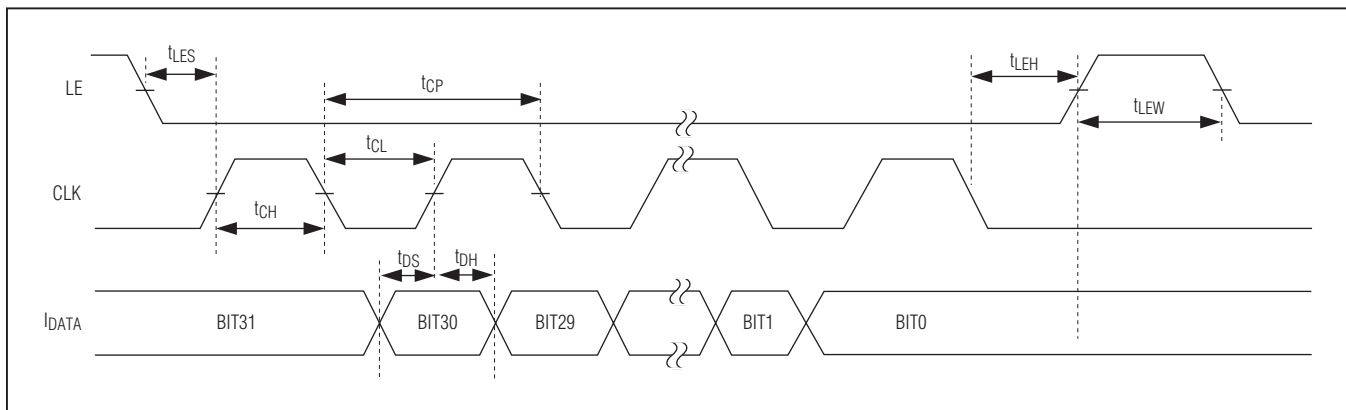 LE
tLES
tCP
tLEH
tLEW
CLK
tCH
tCL
tDS
tDH
IDATA
BIT31
BIT30
BIT29
BIT1
BIT0